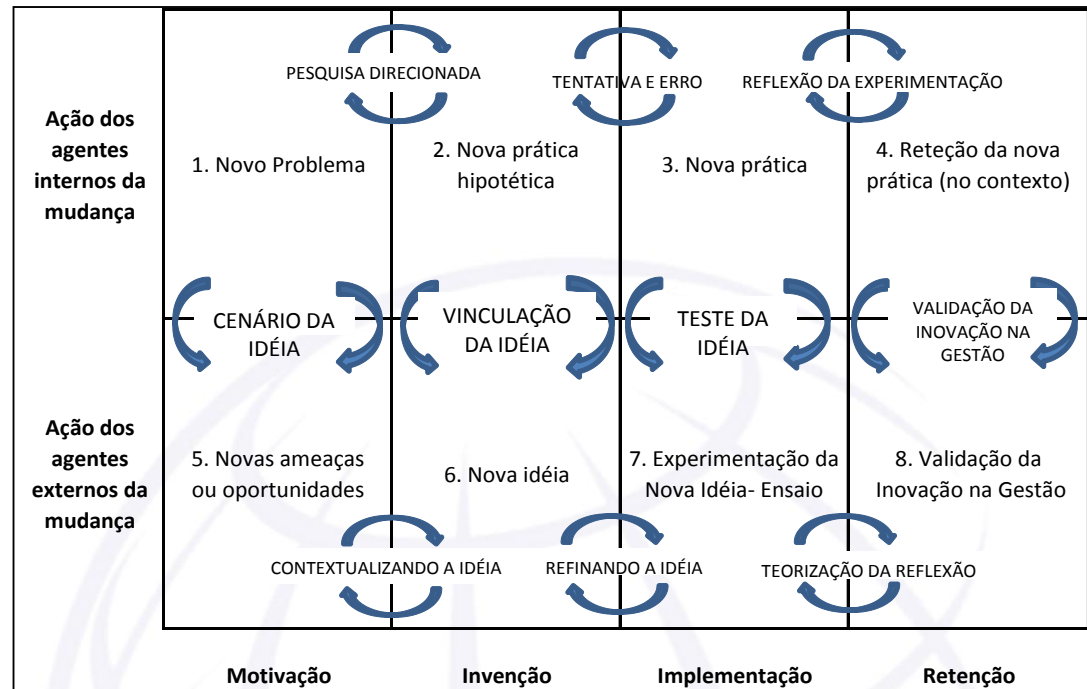 PESQUISA DIRECIONADA
TENTATIVA E ERRO
REFLEXÃO DA EXPERIMENTAÇÃO
Ação dos
agentes
internos da
mudança
1. Novo Problema
2. Nova prática
hipotética
3. Nova prática
4. Reteção da nova
prática (no contexto)
CENÁRIO DA
IDÉIA
VINCULAÇÃO
DA IDÉIA
TESTE DA
IDÉIA
VALIDAÇÃO DA
INOVAÇÃO NA
GESTÃO
Ação dos
agentes
externos da
mudança
5. Novas ameaças
ou oportunidades
6. Nova idéia
7. Experimentação da
Nova Idéia- Ensaio
8. Validação da
Inovação na Gestão
CONTEXTUALIZANDO A IDÉIA
REFINANDO A IDÉIA
TEORIZAÇÃO DA REFLEXÃO
Motivação
Invenção
Implementação
Retenção